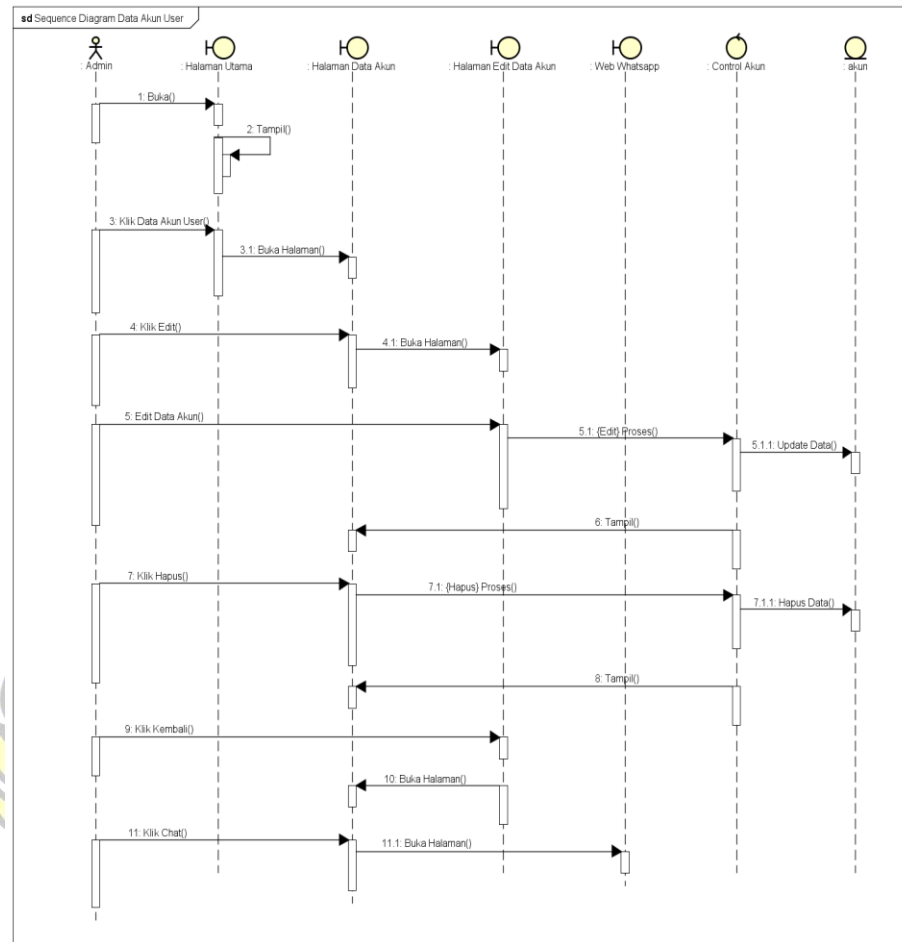 sd Sequence Diagram Data Akun User
: Admin
: Halaman Utama
: Halaman Data Akun
: Halaman Edit Data Akun
: Web Whatsapp
: Control Akun
: akun
1: Buka()
2: Tampil()
3: Klik Data Akun User()
3.1: Buka Halaman()
4: Klik Edit()
4.1: Buka Halaman()
5: Edit Data Akun()
5.1: {Edit} Proses()
5.1.1: Update Data()
6: Tampil()
7: Klik Hapus()
7.1: {Hapus} Proses()
7.1.1: Hapus Data()
8: Tampil()
9: Klik Kembali()
10: Buka Halaman()
11: Klik Chat()
11.1: Buka Halaman()